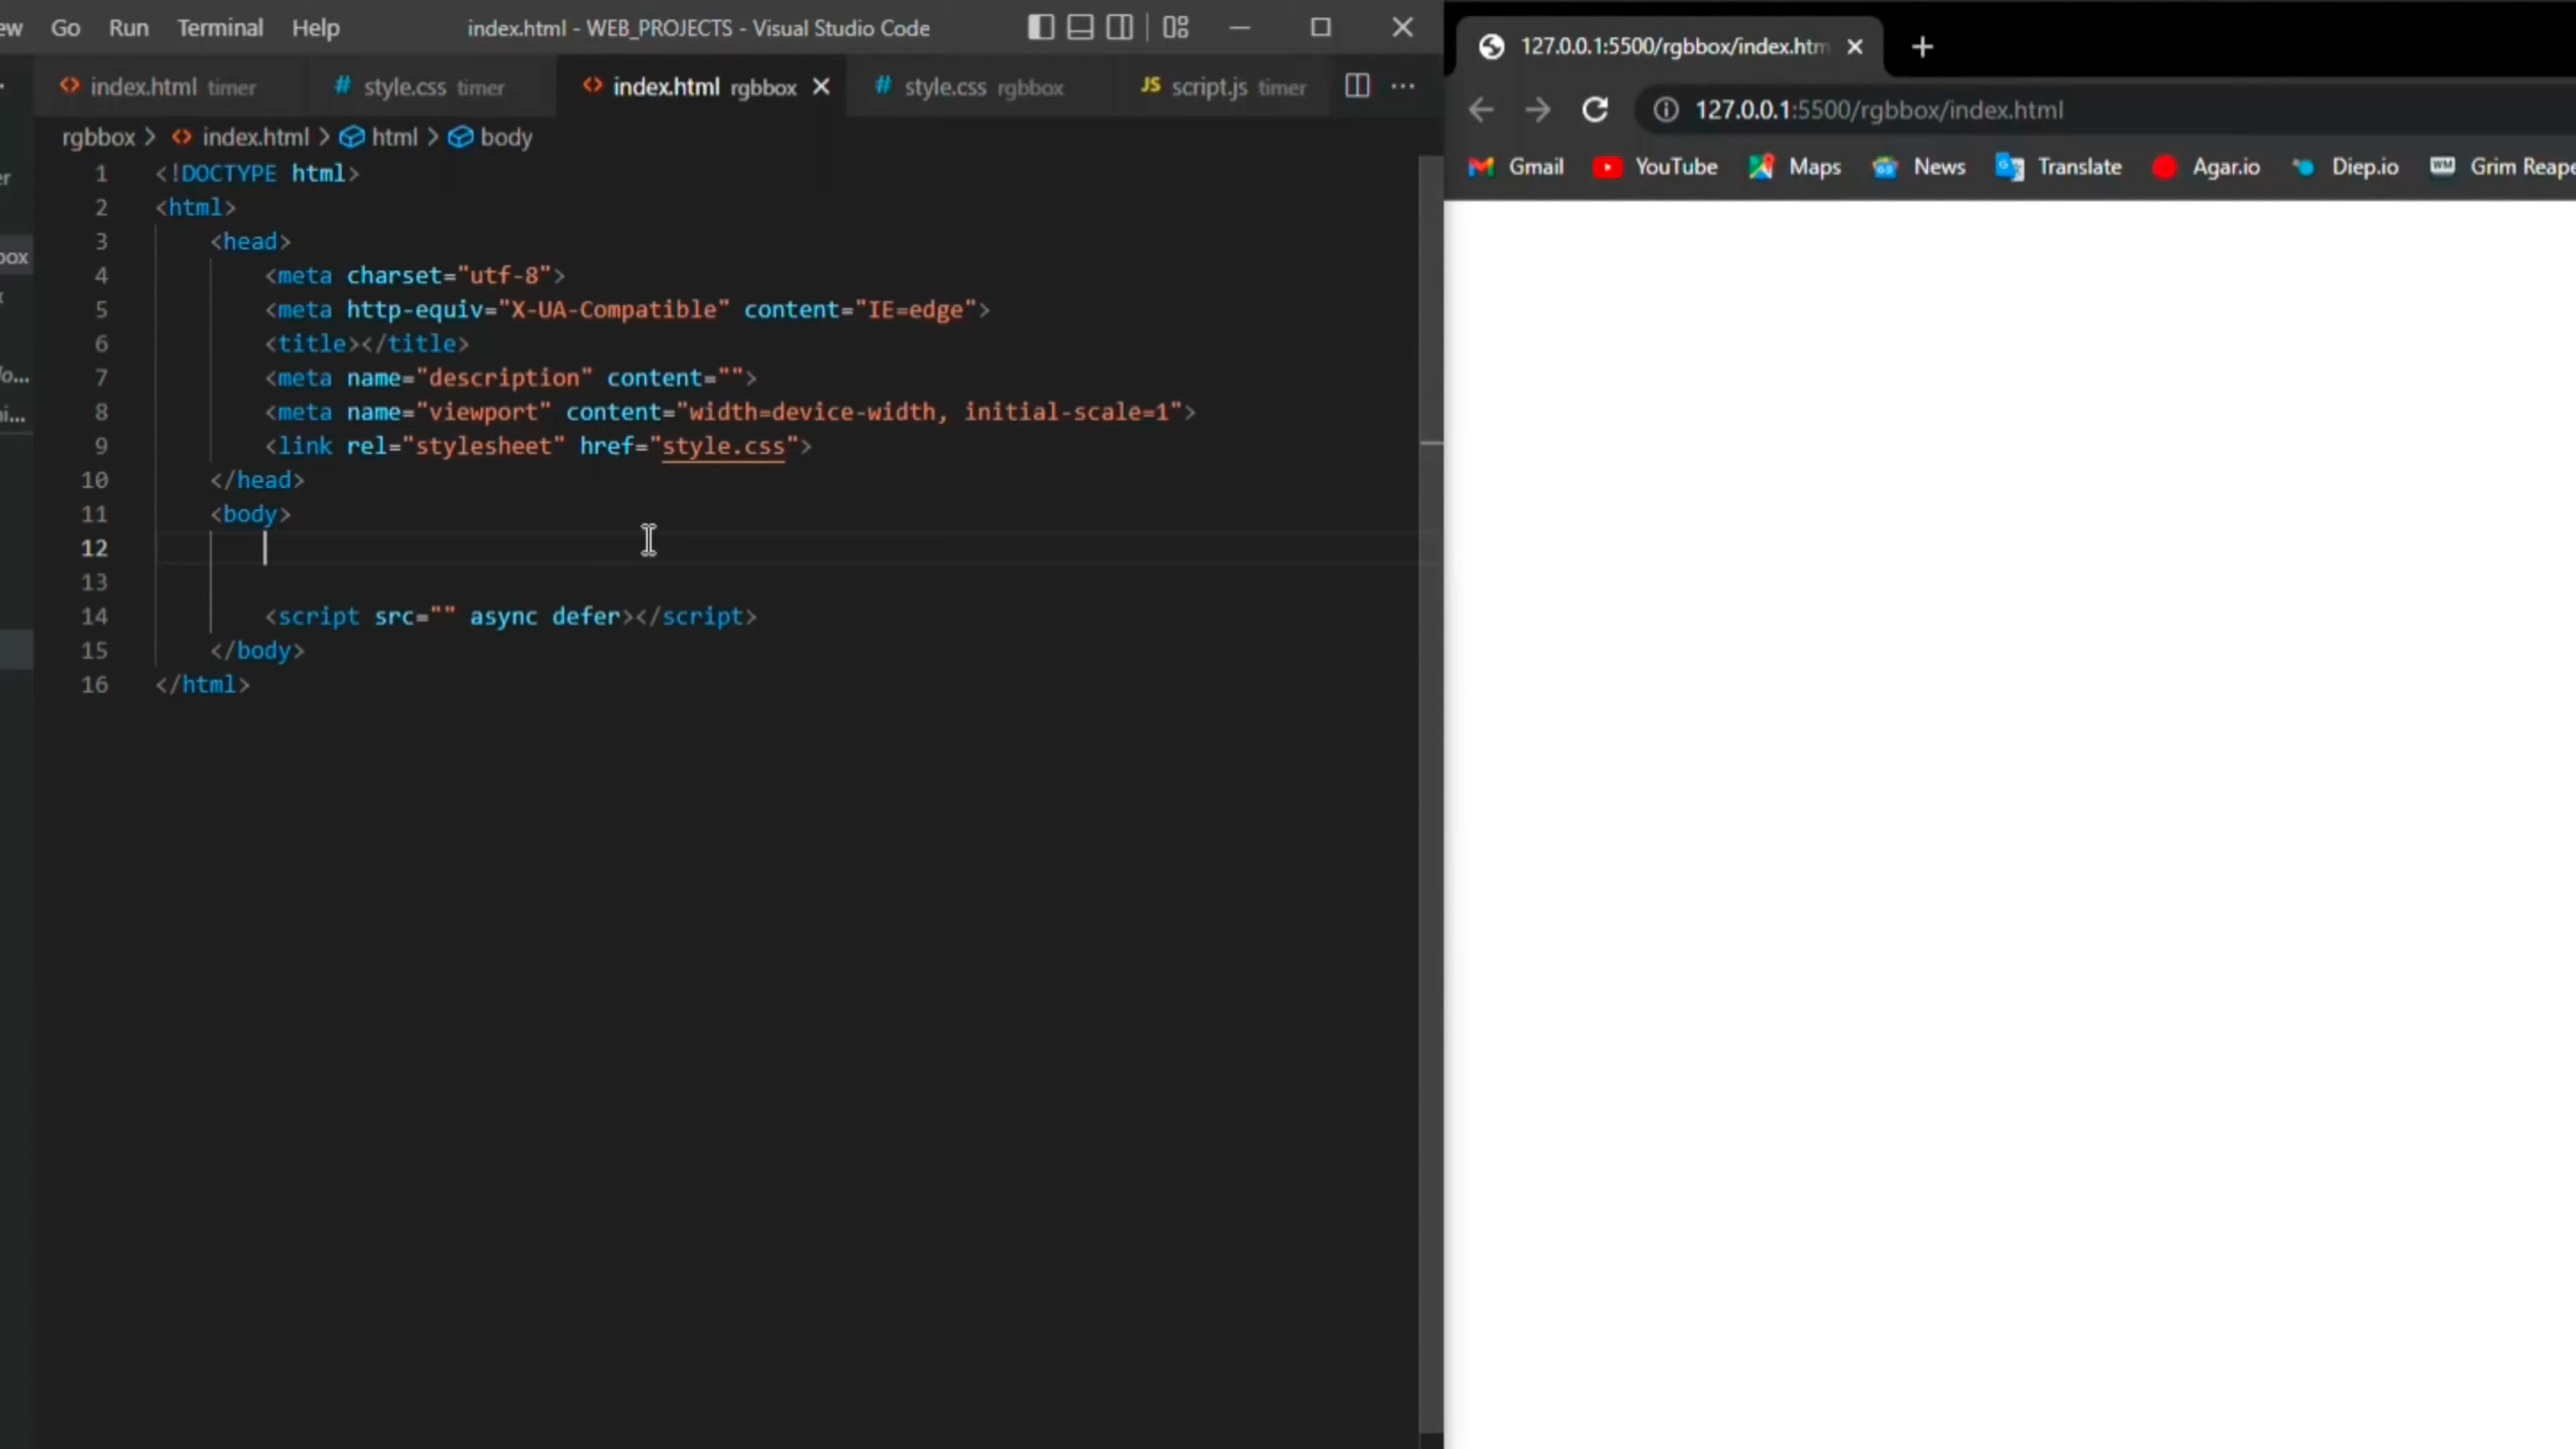 Go Run Terminal Help index.html - WEB_PROJECTS - Visual Studio Code
index.html timer style.css timer index.html rgbbox style.css rgbbox JS script.js timer
rgbbox > index.html > html > body
1 <!DOCTYPE html>
2 <html>
3 <head>
4 <meta charset="utf-8">
5 <meta http-equiv="X-UA-Compatible" content="IE=edge">
6 <title></title>
7 <meta name="description" content="">
8 <meta name="viewport" content="width=device-width, initial-scale=1">
9 <link rel="stylesheet" href="style.css">
10 </head>
11 <body>
12
13
14 <script src="" async defer></script>
15 </body>
16 </html>
127.0.0.1:5500/rgbbox/index.htm
127.0.0.1:5500/rgbbox/index.html
Gmail YouTube Maps News Translate Agar.io Diep.io WM Grim Reape